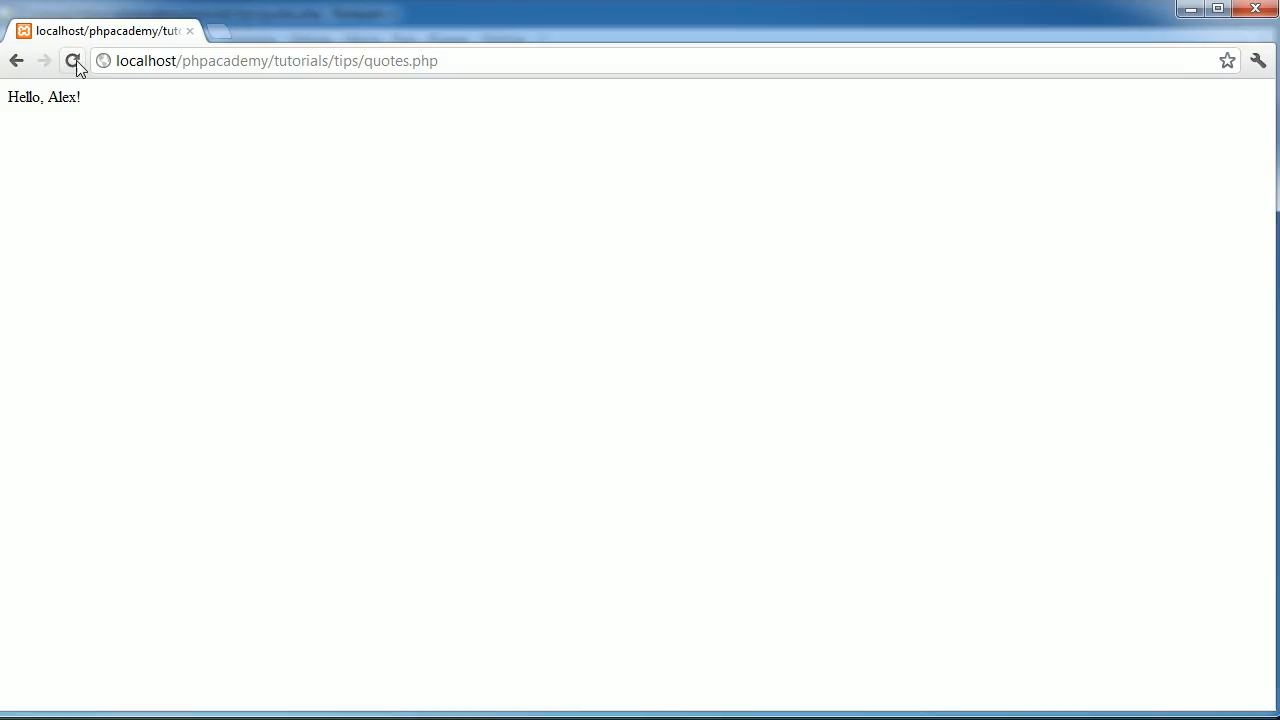 localhost/phpacademy/tut
localhost/phpacademy/tutorials/tips/quotes.php
Hello, Alex!